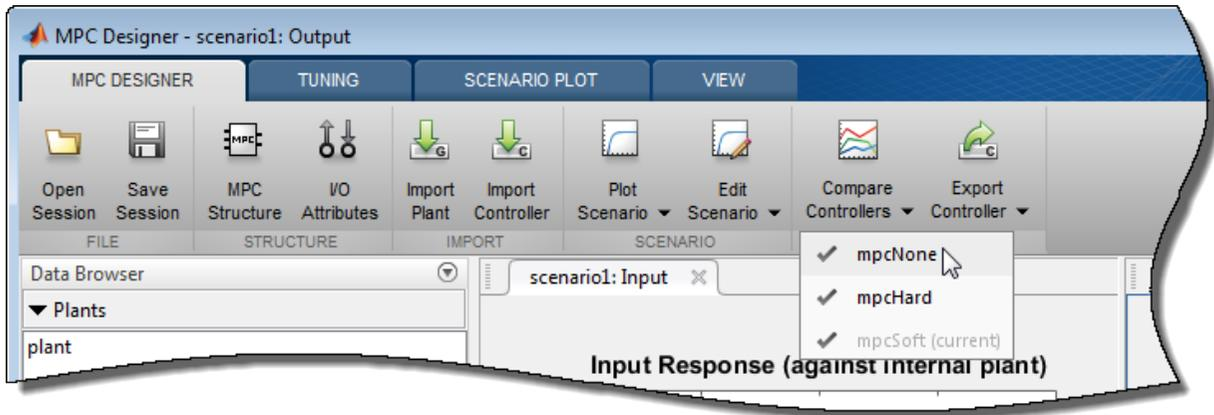 MPC Designer - scenario1: Output
MPC DESIGNER TUNING SCENARIO PLOT VIEW
MPC G C C
Open Save MPC I/O Import Import Plot Edit Compare Export
Session Session Structure Attributes Plant Controller Scenario Scenario Controllers Controller
FILE STRUCTURE IMPORT SCENARIO
mpcNone
mpcHard
mpcSoft (current)
Data Browser
scenario1: Input
Plants
plant
Input Response (against internal plant)